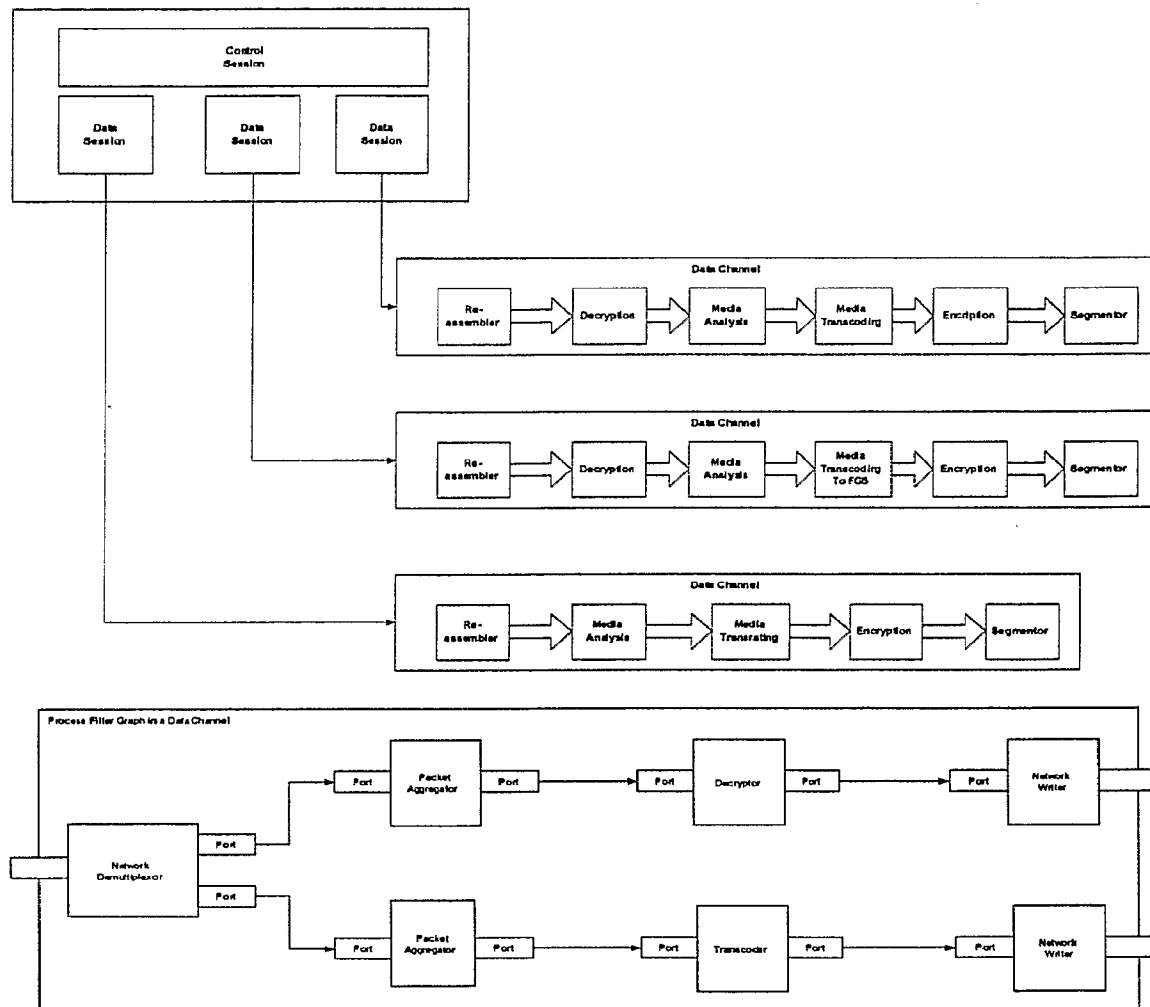 Control
Session
Data
Session
Data
Session
Data
Session
Data Channel
Re-
assembler
Decryption
Media
Analysis
Media
Transcoding
Encription
Segmentor
Data Channel
Re-
assembler
Decryption
Media
Analysis
Media
Transcoding
To FGS
Encryption
Segmentor
Data Channel
Re-
assembler
Media
Analysis
Media
Transrating
Encryption
Segmentor
Process Filter Graph in a Data Channel
Network
Demultiplexor
Port
Port
Port
Packet
Aggregator
Port
Port
Decryptor
Port
Port
Network
Writer
Port
Packet
Aggregator
Port
Port
Transcoder
Port
Port
Network
Writer